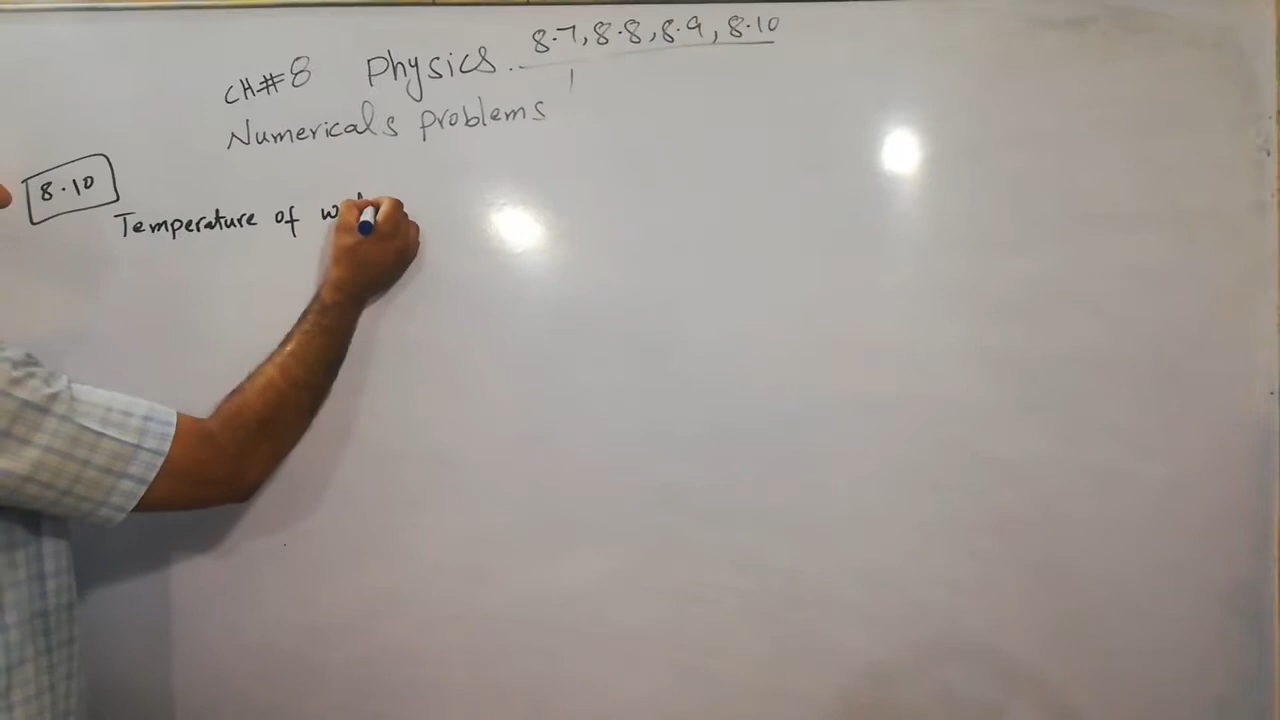 CH#8 Physics. 8.7, 8.8, 8.9, 8.10
Numericals problems
8.10
Temperature of